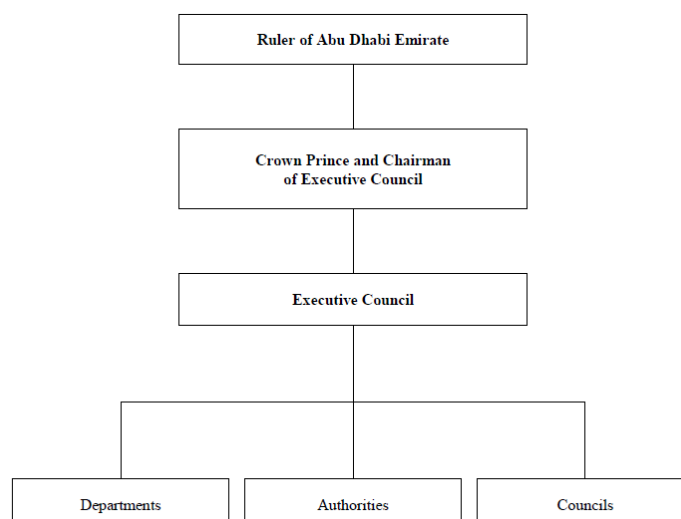 Ruler of Abu Dhabi Emirate
Crown Prince and Chairman
of Executive Council
Executive Council
Departments
Authorities
Councils